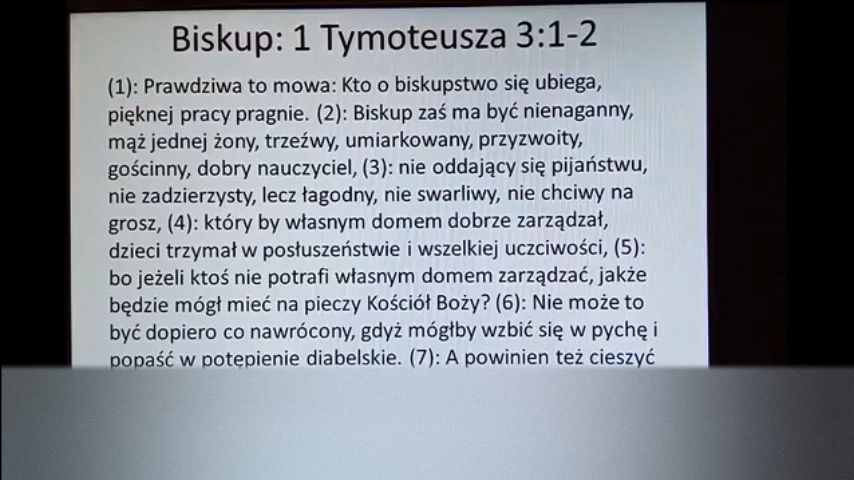 Biskup: 1 Tymoteusza 3:1-2
(1): Prawdziwa to mowa: Kto o biskupstwo się ubiega,
pięknej pracy pragnie. (2): Biskup zaś ma być nienaganny,
mąż jednej żony, trzeźwy, umiarkowany, przyzwoity,
gościnny, dobry nauczyciel, (3): nie oddający się pijaństwu,
nie zadzierzysty, lecz łagodny, nie swarliwy, nie chciwy na
grosz, (4): który by własnym domem dobrze zarządzał,
dzieci trzymał w posłuszeństwie i wszelkiej uczciwości, (5):
bo jeżeli ktoś nie potrafi własnym domem zarządzać, jakże
będzie mógł mieć na pieczy Kościół Boży? (6): Nie może to
być dopiero co nawrócony, gdyż mógłby wzbić się w pychę i
popaść w potępienie diabelskie. (7): A powinien też cieszyć